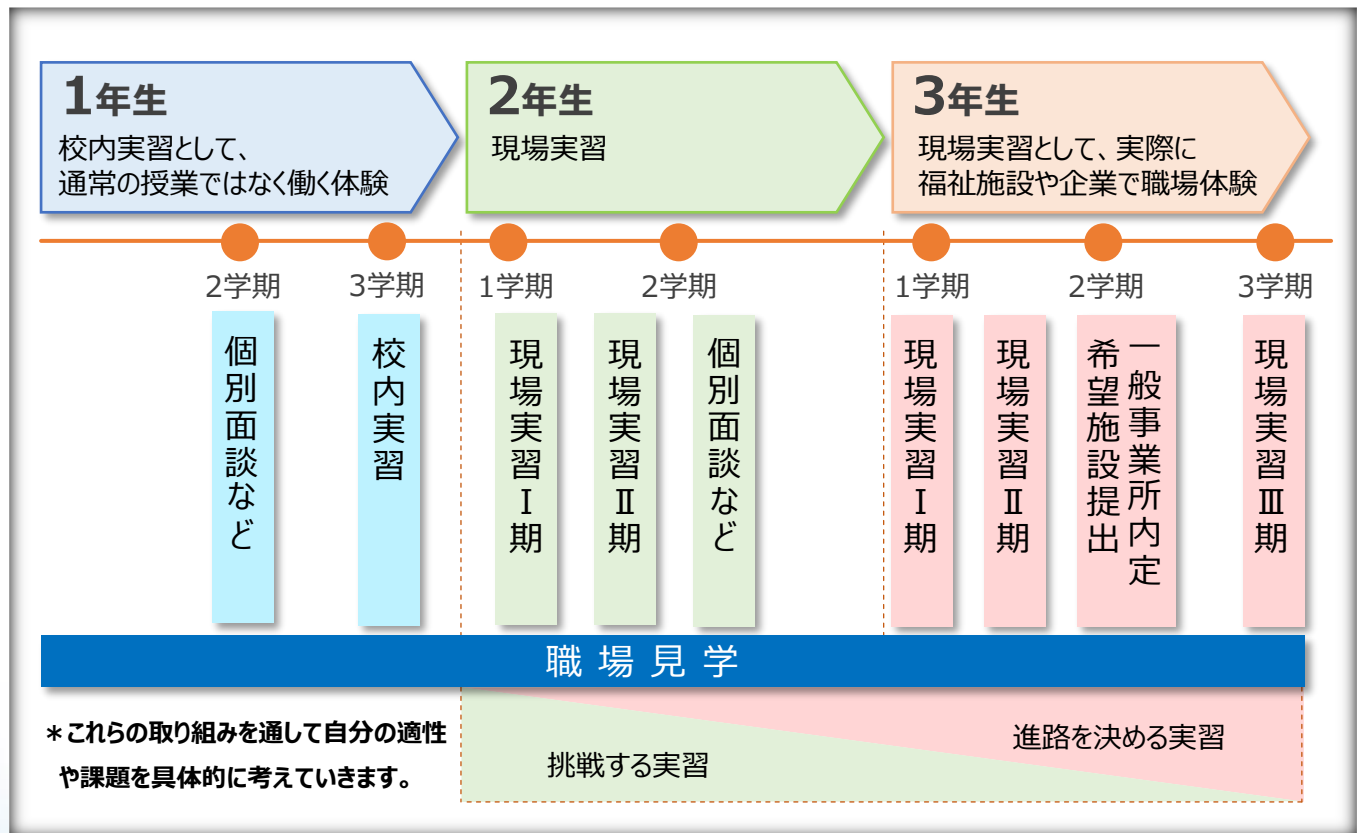 1年生
校内実習として、
通常の授業ではなく働く体験
2年生
現場実習
3年生
現場実習として、実際に
福祉施設や企業で職場体験
2学期
3学期
1学期
2学期
1学期
2学期
3学期
個別面談など
校内実習
現場実習Ⅰ期
現場実習Ⅱ期
個別面談など
現場実習Ⅰ期
現場実習Ⅱ期
一般事業所内定
希望施設提出
現場実習Ⅲ期
職場見学
＊これらの取り組みを通して自分の適性
や課題を具体的に考えていきます。
挑戦する実習
進路を決める実習